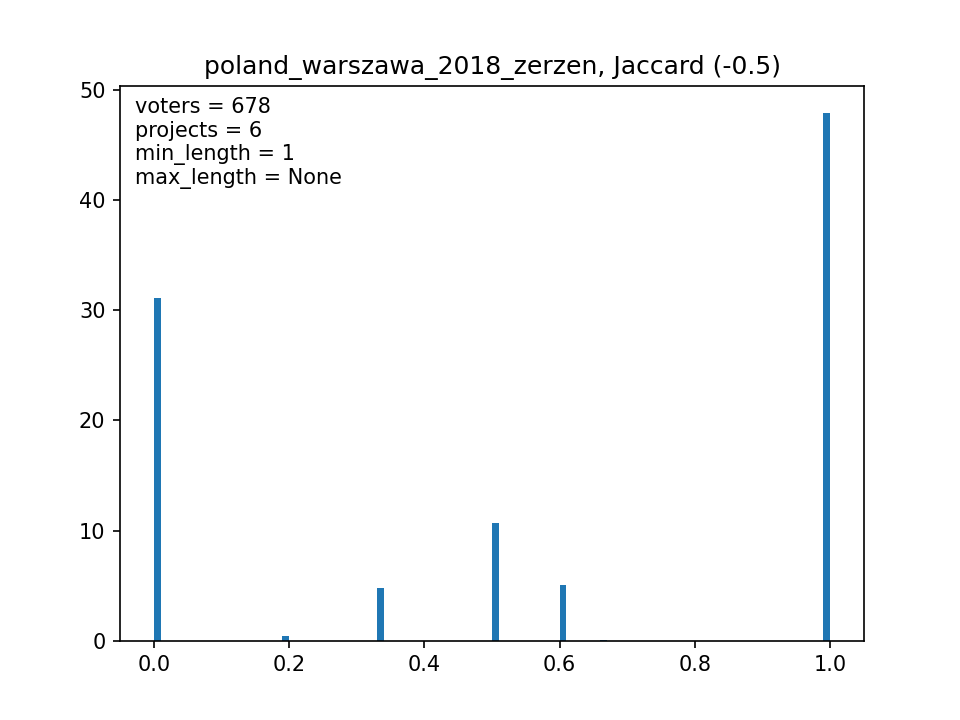 poland_warszawa_2018_zerzen, Jaccard (-0.5)
voters = 678
projects = 6
min_length = 1
max_length = None
50
40
30
20
10
0
0.0 0.2 0.4 0.6 0.8 1.0